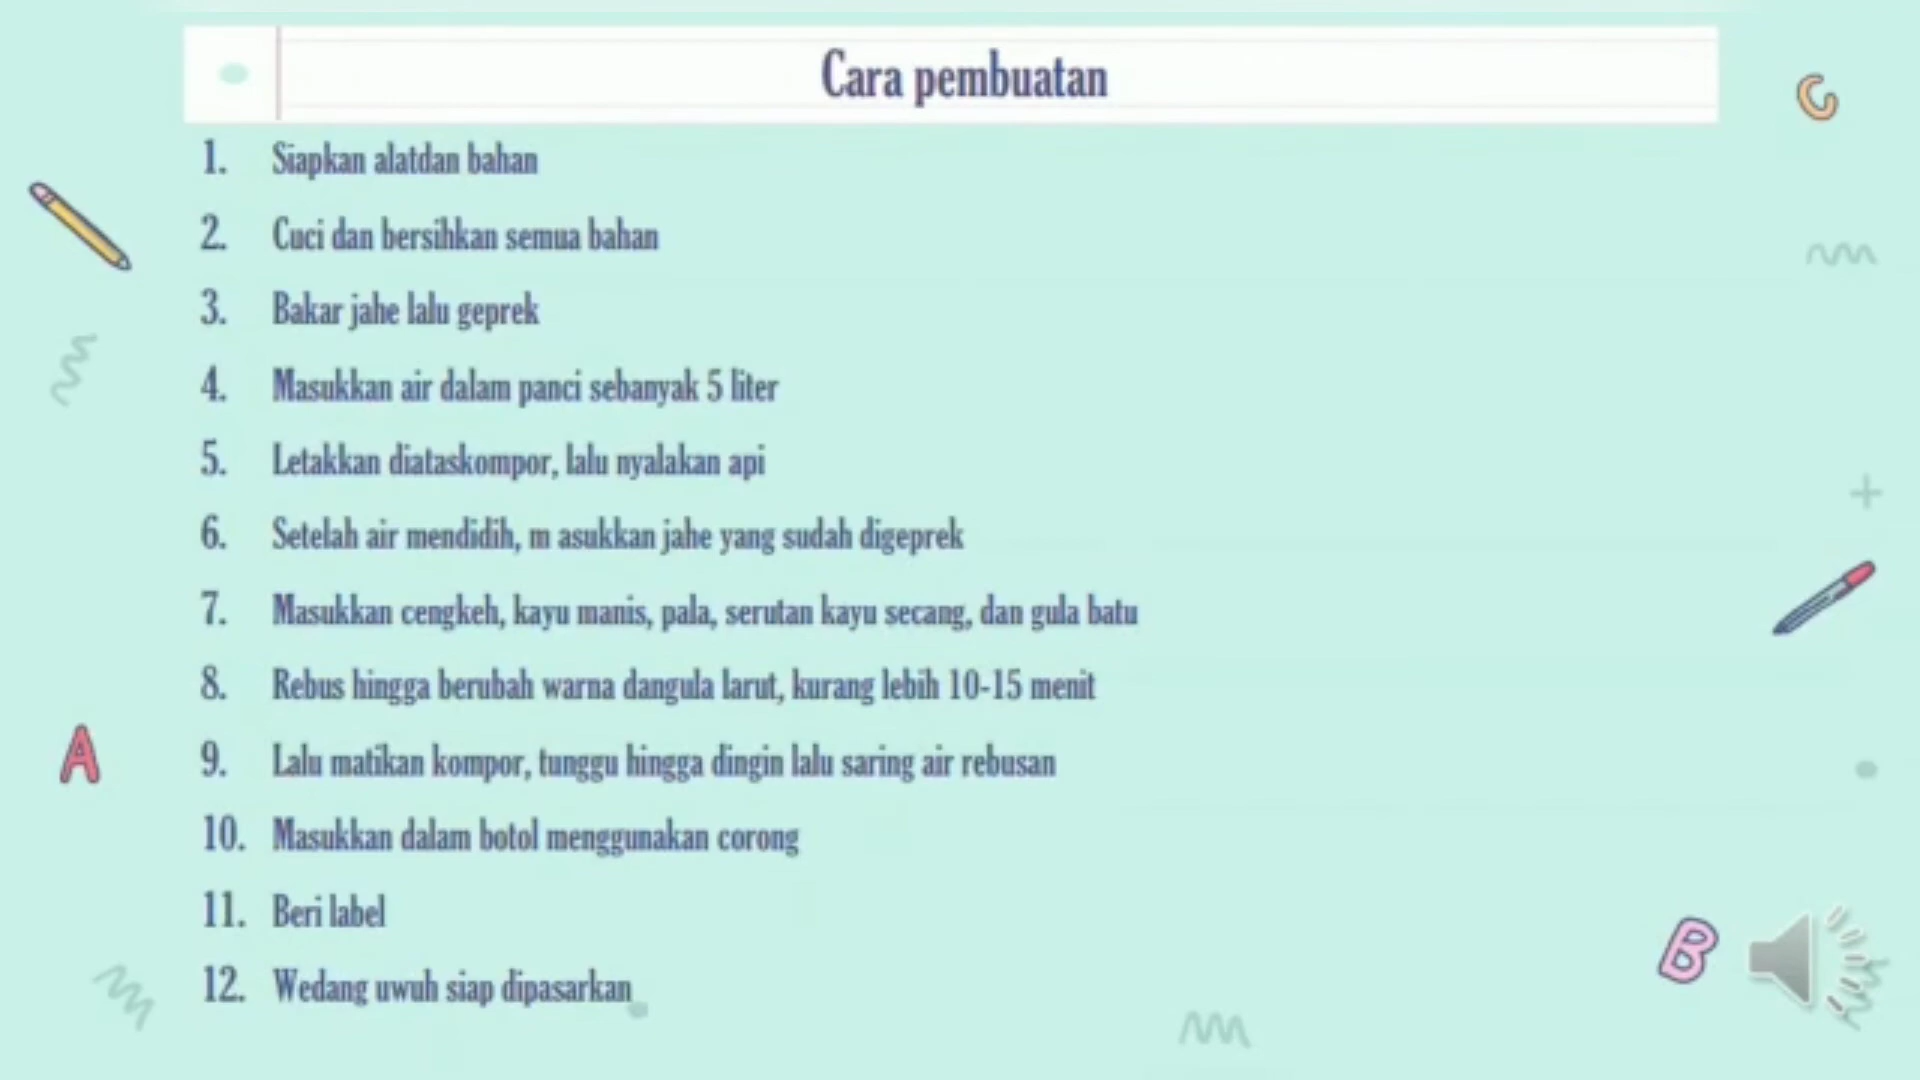 Cara pembuatan
1. Siapkan alatdan bahan
2. Cuci dan bersihkan semua bahan
3. Bakar jahe lalu geprek
4. Masukkan air dalam panci sebanyak 5 liter
5. Letakkan diataskompor, lalu nyalakan api
6. Setelah air mendidih, m asukkan jahe yang sudah digeprek
7. Masukkan cengkeh, kayu manis, pala, serutan kayu secang, dan gula batu
8. Rebus hingga berubah warna dangula larut, kurang lebih 10-15 menit
9. Lalu matikan kompor, tunggu hingga dingin lalu saring air rebusan
10. Masukkan dalam botol menggunakan corong
11. Beri label
12. Wedang uwuh siap dipasarkan
C
A
B